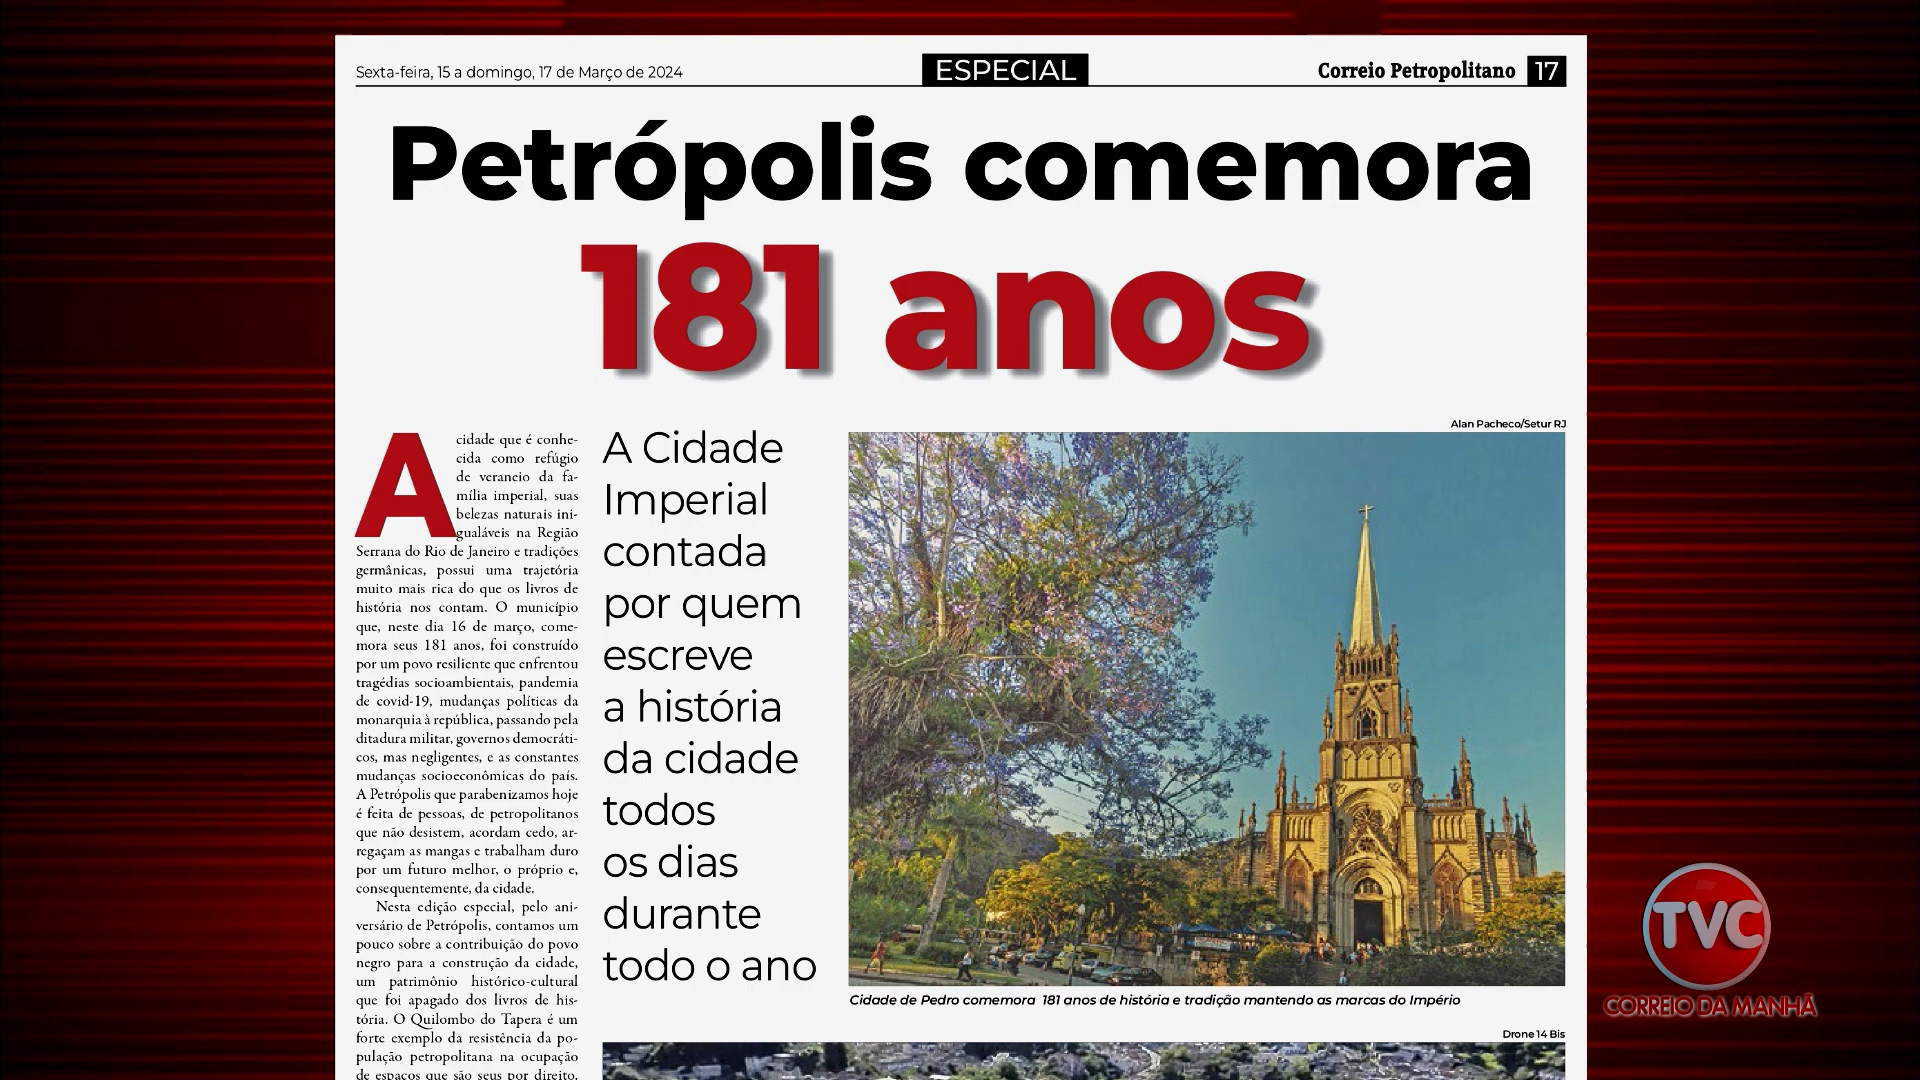 Sexta-feira, 15 a domingo, 17 de Março de 2024
ESPECIAL
Correio Petropolitano 17
Petrópolis comemora
181 anos
A cidade que é conhe-
cida como refúgio
de veraneio da fa-
mília imperial, suas
belezas naturais ini-
gualáveis na Região
Serrana do Rio de Janeiro e tradições
germânicas, possui uma trajetória
muito mais rica do que os livros de
história nos contam. O município
que, neste dia 16 de março, come-
mora seus 181 anos, foi construído
por um povo resiliente que enfrentou
tragédias socioambientais, pandemia
de covid-19, mudanças políticas da
monarquia à república, passando pela
ditadura militar, governos democráti-
cos, mas negligentes, e as constantes
mudanças socioeconômicas do país.
A Petrópolis que parabenizamos hoje
é feita de pessoas, de petropolitanos
que não desistem, acordam cedo, ar-
regaçam as mangas e trabalham duro
por um futuro melhor, o próprio e,
consequentemente, da cidade.
Nesta edição especial, pelo ani-
versário de Petrópolis, contamos um
pouco sobre a contribuição do povo
negro para a construção da cidade,
um patrimônio histórico-cultural
que foi apagado dos livros de his-
tória. O Quilombo do Tapera é um
forte exemplo da resistência da po-
pulação petropolitana na ocupação
de espaços que são seus por direito.
A Cidade
Imperial
contada
por quem
escreve
a história
da cidade
todos
os dias
durante
todo o ano
Alan Pacheco/Setur RJ
Cidade de Pedro comemora 181 anos de história e tradição mantendo as marcas do Império
Drone 14 Bis
TVC
CORREIO DA MANHÃ